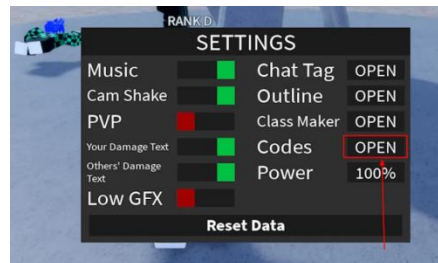 RANK D
SETTINGS
Music
Chat Tag OPEN
Cam Shake
Outline OPEN
PVP
Class Maker OPEN
Your Damage Text
Codes OPEN
Others' Damage
Text
Power 100%
Low GFX
Reset Data